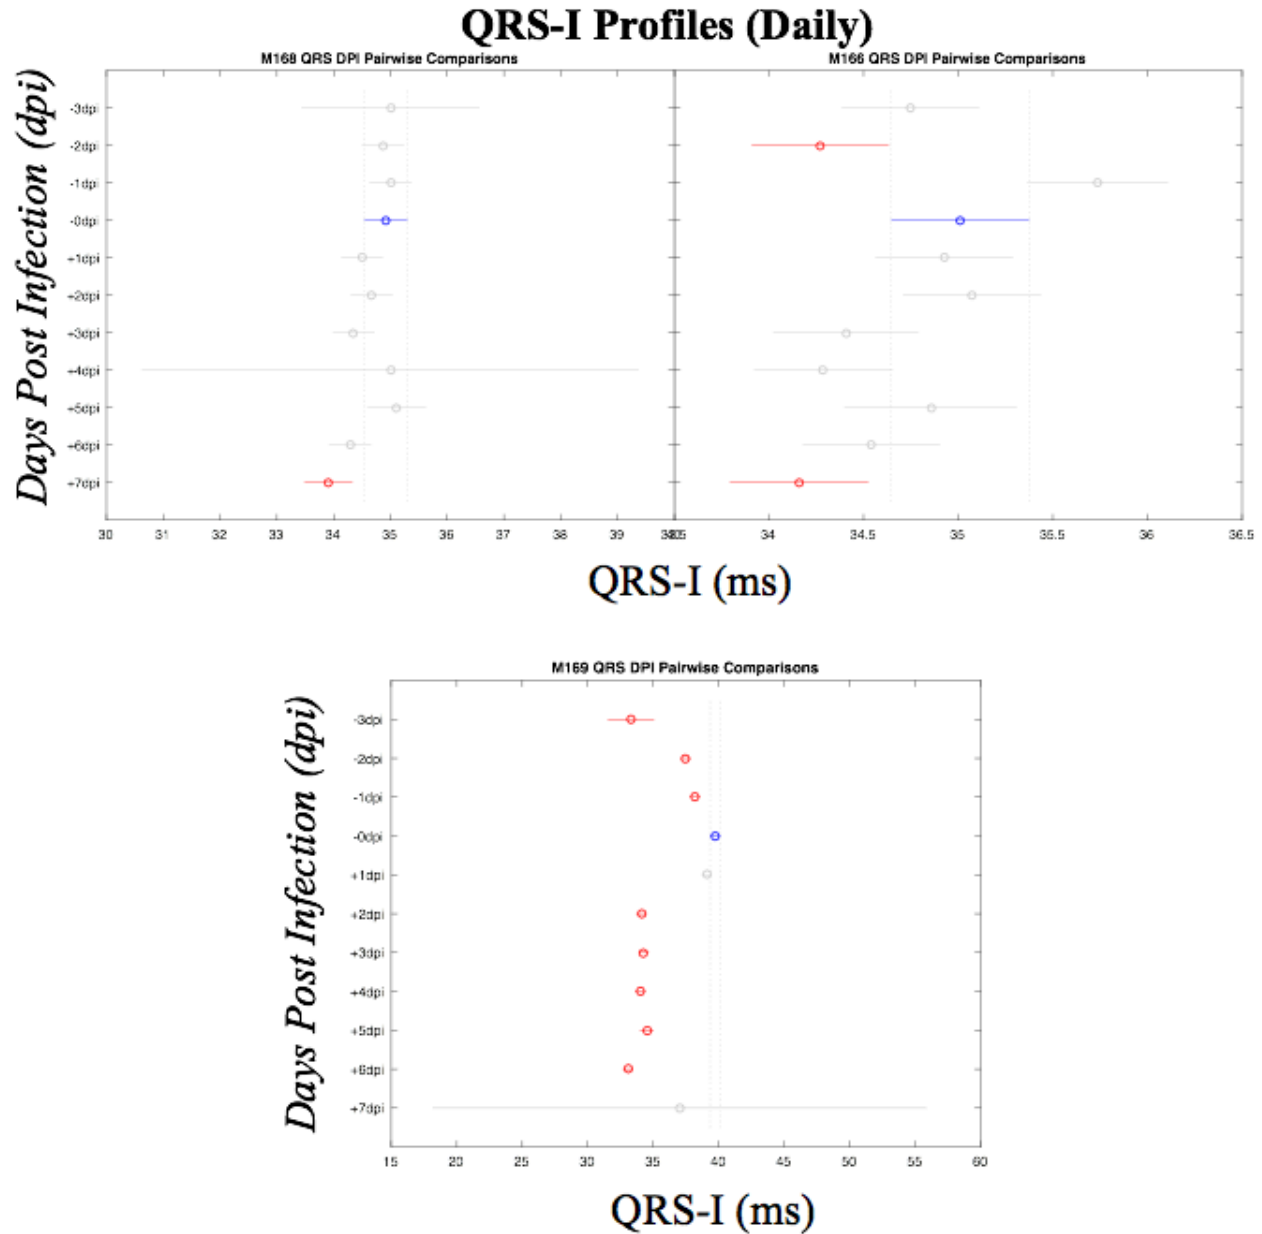 QRS-I Profiles (Daily)
M168 QRS DPI Pairwise Comparisons
M166 QRS DPI Pairwise Comparisons
Days Post Infection (dpi)
-3dpi
-2dpi
-1dpi
-0dpi
+1dpi
+2dpi
+3dpi
+4dpi
+5dpi
+6dpi
+7dpi
30 31 32 33 34 35 36 37 38 39
34 34.5 35 35.5 36 36.5
QRS-I (ms)
M169 QRS DPI Pairwise Comparisons
Days Post Infection (dpi)
-3dpi
-2dpi
-1dpi
-0dpi
+1dpi
+2dpi
+3dpi
+4dpi
+5dpi
+6dpi
+7dpi
15 20 25 30 35 40 45 50 55 60
QRS-I (ms)